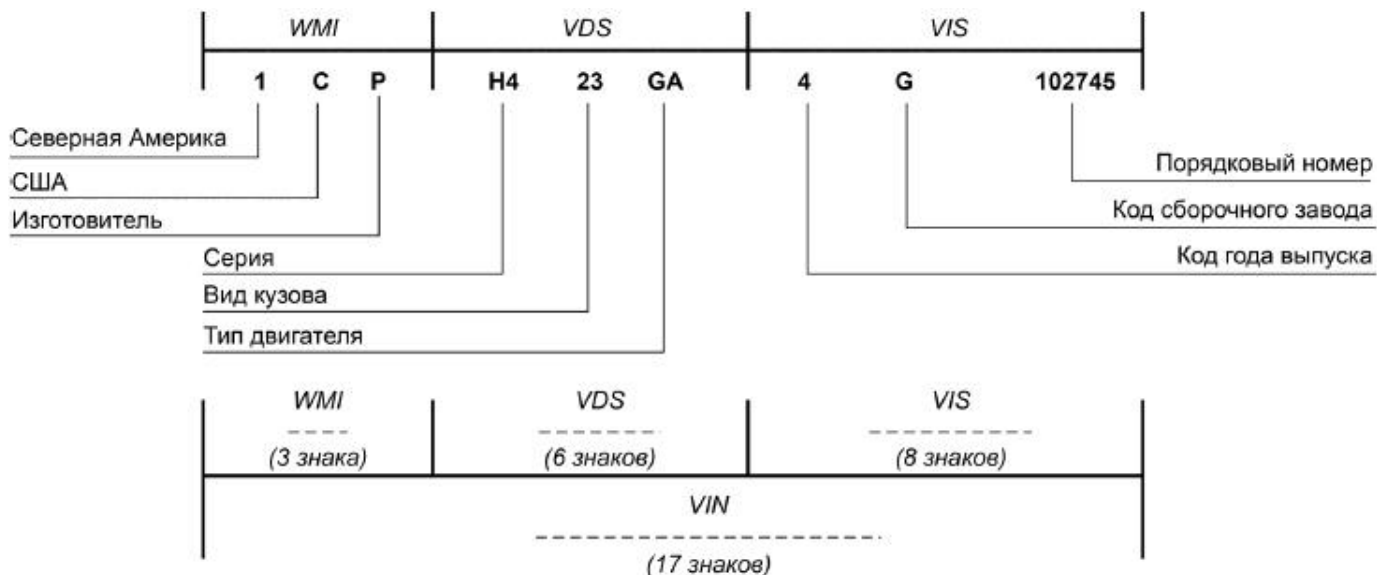 WMI VDS VIS
1 C P H4 23 GA 4 G 102745
Северная Америка
Порядковый номер
США
Код сборочного завода
Изготовитель
Код года выпуска
Серия
Вид кузова
Тип двигателя
WMI VDS VIS
(3 знака) (6 знаков) (8 знаков)
VIN
(17 знаков)